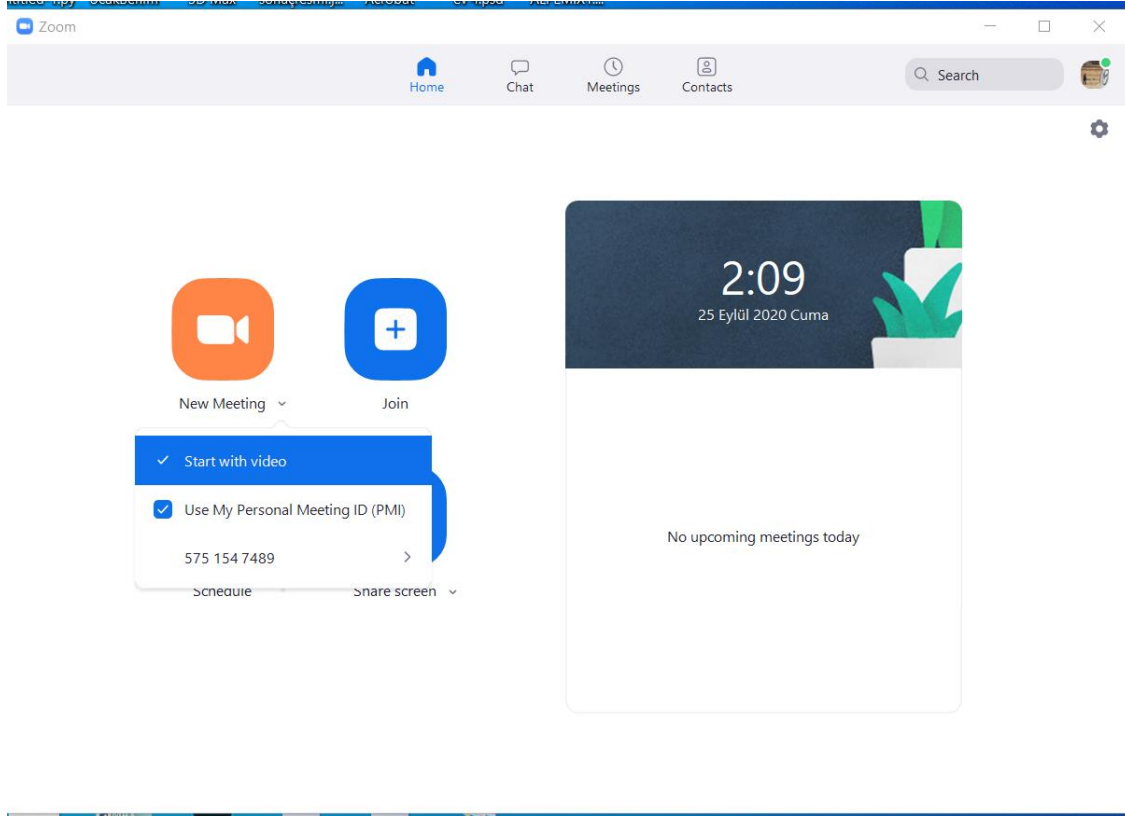 Zoom
Home Chat Meetings Contacts
Search
2:09
25 Eylül 2020 Cuma
New Meeting Join
Start with video
Use My Personal Meeting ID (PMI)
575 154 7489
No upcoming meetings today
Schedule Share screen